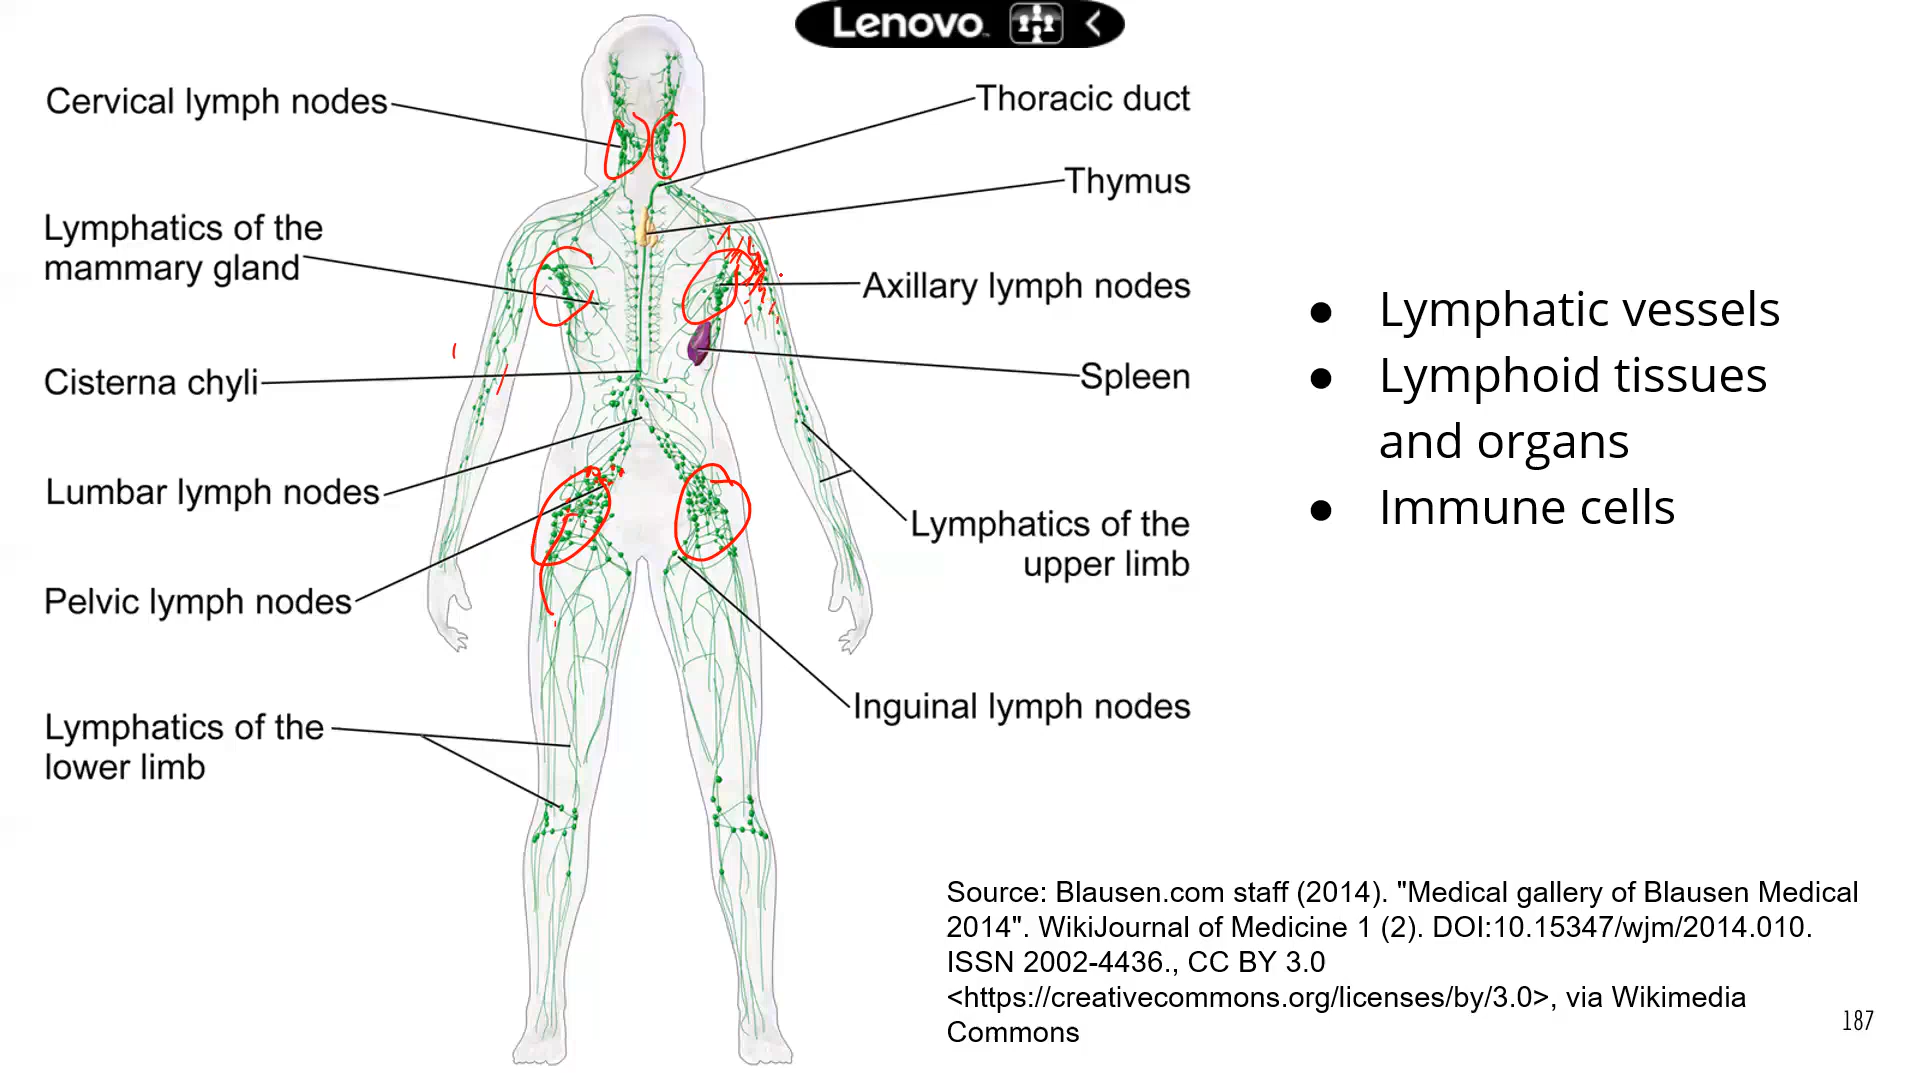 Lenovo
Cervical lymph nodes
Lymphatics of the
mammary gland
Cisterna chyli
Lumbar lymph nodes
Pelvic lymph nodes
Lymphatics of the
lower limb
Thoracic duct
Thymus
Axillary lymph nodes
Spleen
Lymphatics of the
upper limb
Inguinal lymph nodes
● Lymphatic vessels
● Lymphoid tissues
and organs
● Immune cells
Source: Blausen.com staff (2014). "Medical gallery of Blausen Medical
2014". WikiJournal of Medicine 1 (2). DOI:10.15347/wjm/2014.010.
ISSN 2002-4436., CC BY 3.0
<https://creativecommons.org/licenses/by/3.0>, via Wikimedia
Commons
187